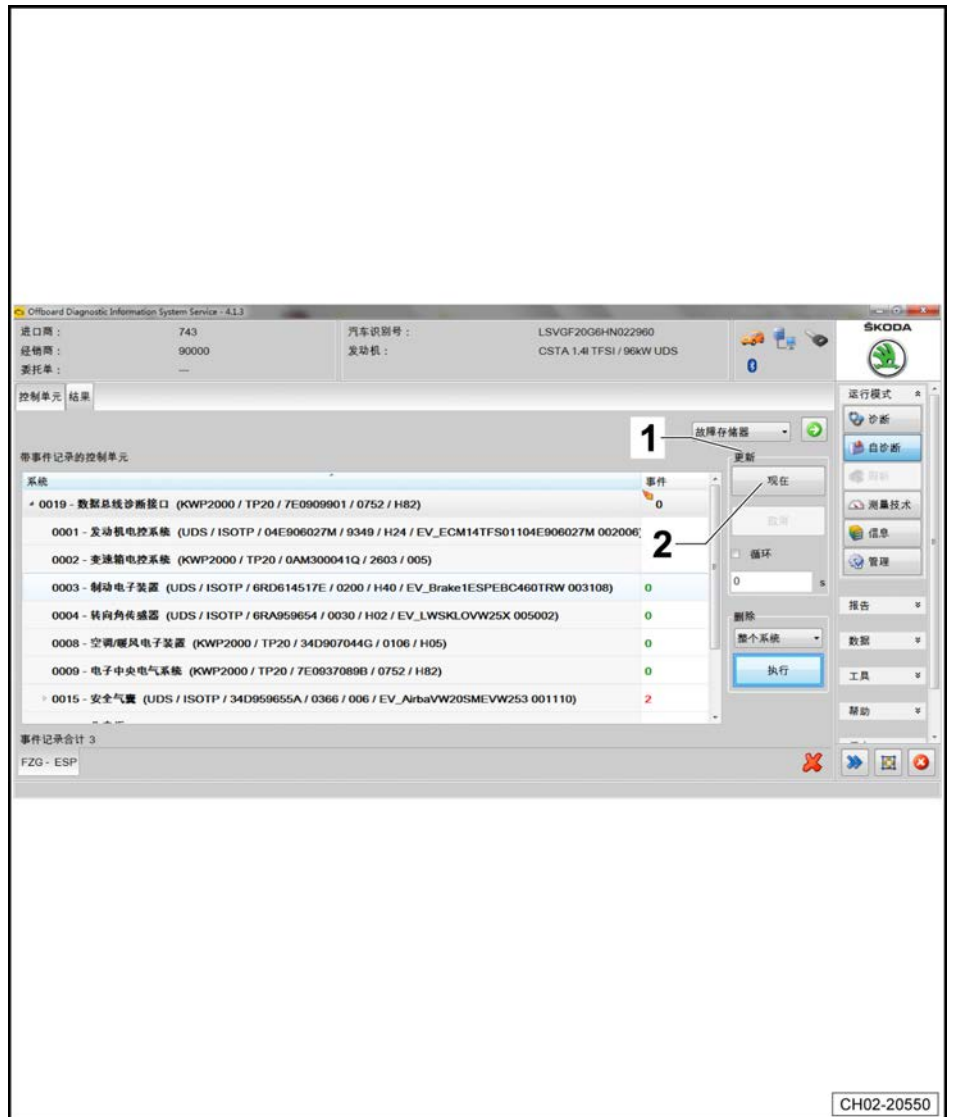 Offboard Diagnostic Information System Service - 4.1.3
进口商： 743 汽车识别号： LSVGF20G6HN022960
经销商： 90000 发动机： CSTA 1.4l TFSI / 96kW UDS
委托单： ---
0
ŠKODA
控制单元 结果
运行模式
诊断
自诊断
测量技术
信息
管理
报告
数据
工具
帮助
1
故障存储器
带事件记录的控制单元
更新
系统 事件
现在
0019 - 数据总线诊断接口 (KWP2000 / TP20 / 7E0909901 / 0752 / H82) 0
取消
0001 - 发动机电控系统 (UDS / ISOTP / 04E906027M / 9349 / H24 / EV_ECM14TFS01104E906027M 002006)
2
循环
0002 - 变速箱电控系统 (KWP2000 / TP20 / 0AM300041Q / 2603 / 005)
0 s
0003 - 制动电子装置 (UDS / ISOTP / 6RD614517E / 0200 / H40 / EV_Brake1ESPEBC460TRW 003108) 0
删除
0004 - 转向角传感器 (UDS / ISOTP / 6RA959654 / 0030 / H02 / EV_LWSKLOVW25X 005002) 0
整个系统
0008 - 空调/暖风电子装置 (KWP2000 / TP20 / 34D907044G / 0106 / H05) 0
0009 - 电子中央电气系统 (KWP2000 / TP20 / 7E0937089B / 0752 / H82) 0
执行
0015 - 安全气囊 (UDS / ISOTP / 34D959655A / 0366 / 006 / EV_AirbaVW20SMEVW253 001110) 2
事件记录合计 3
FZG - ESP
CH02-20550